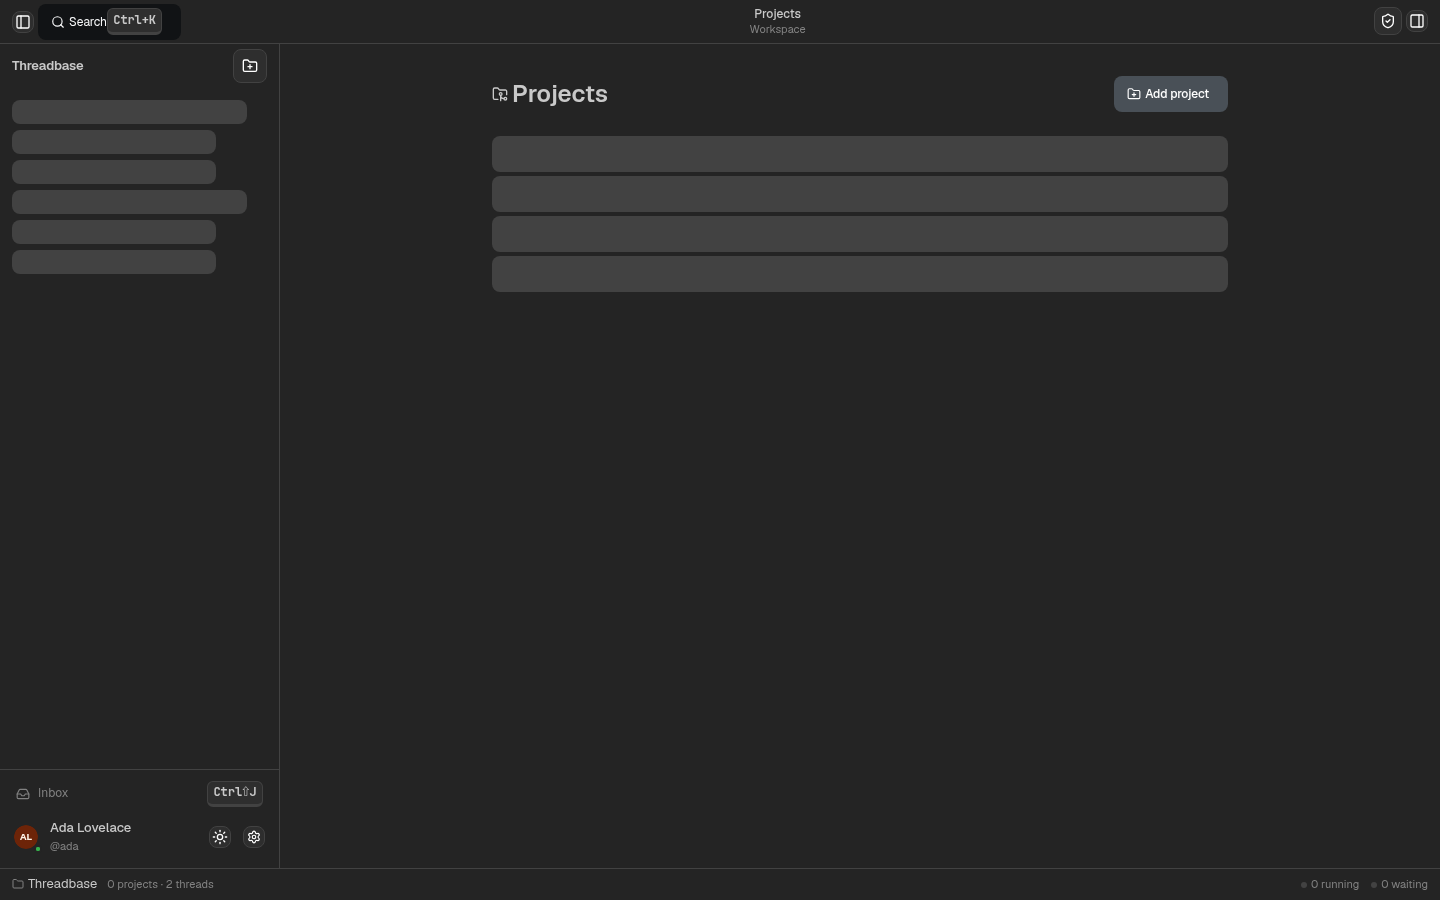 Search Ctrl+K
Projects
Workspace
Threadbase
Projects
Add project
Inbox
Ctrl⇧J
AL
Ada Lovelace
@ada
Threadbase 0 projects · 2 threads
0 running 0 waiting